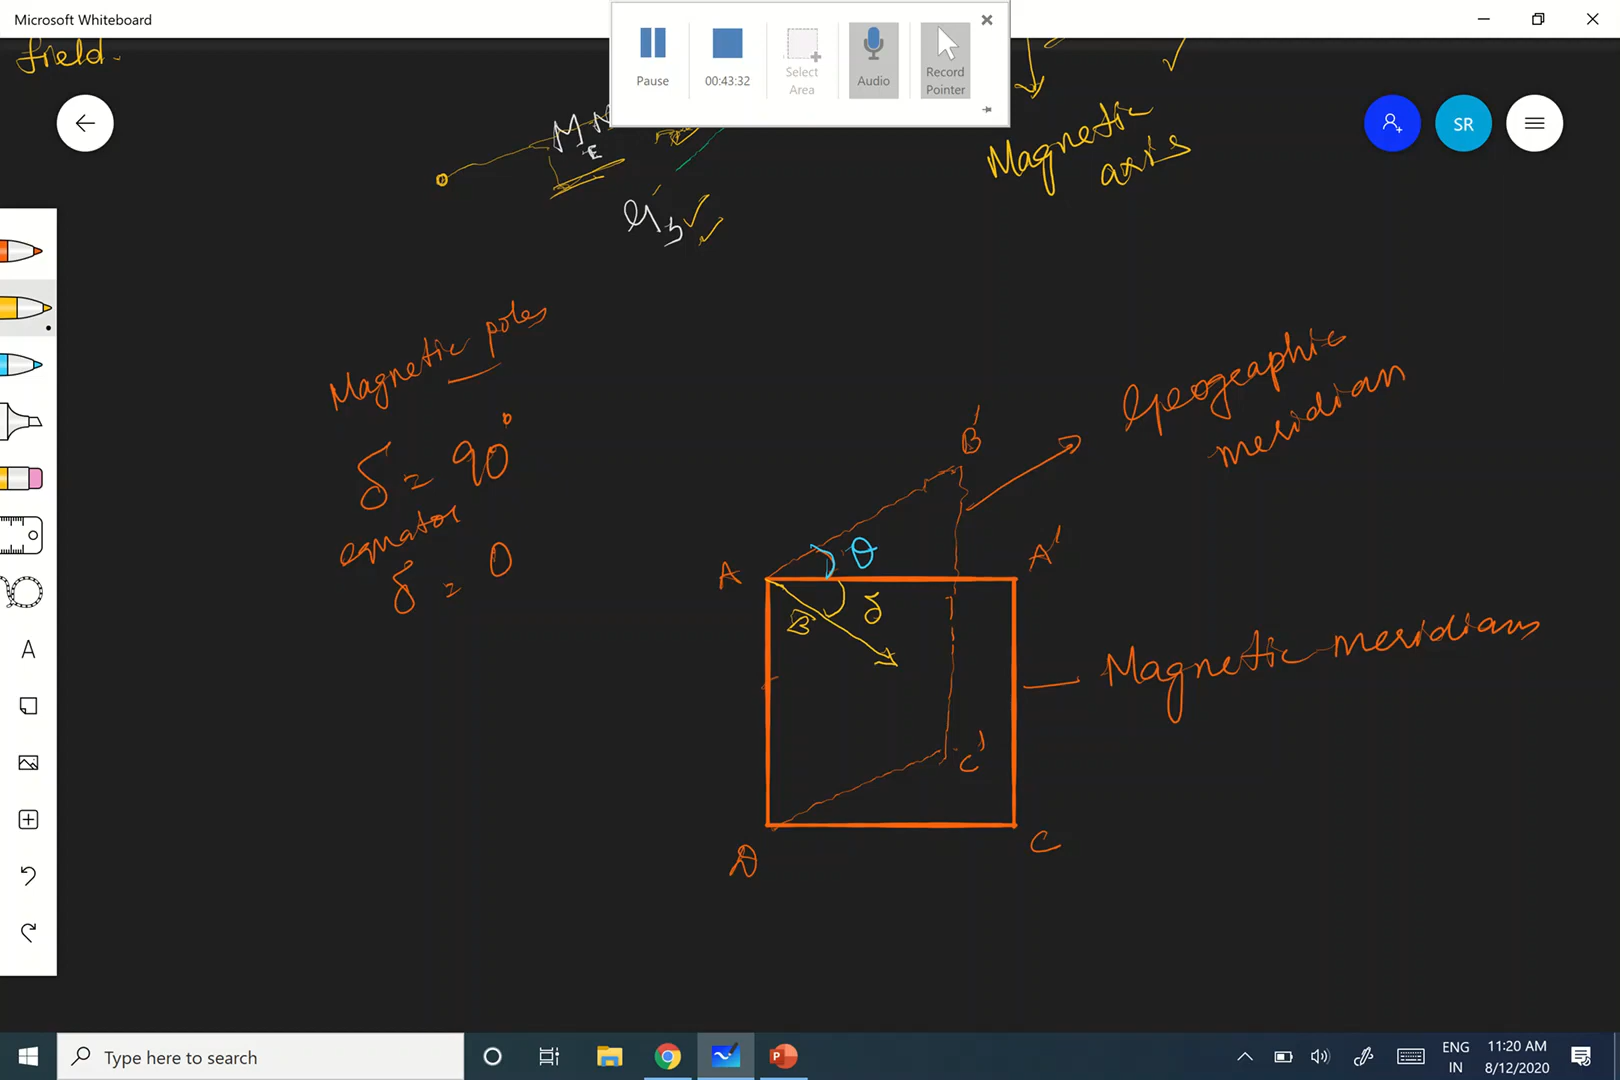 Microsoft Whiteboard
Pause
00:43:32
Select
Area
Audio
Record
Pointer
field.
SR
Magnetic
axis
Magnetic poles
δ = 90°
equator
δ = 0
Geographic
meridian
B'
θ
A
A'
B
δ
Magnetic meridian
C'
D
C
A
Type here to search
ENG
IN
11:20 AM
8/12/2020